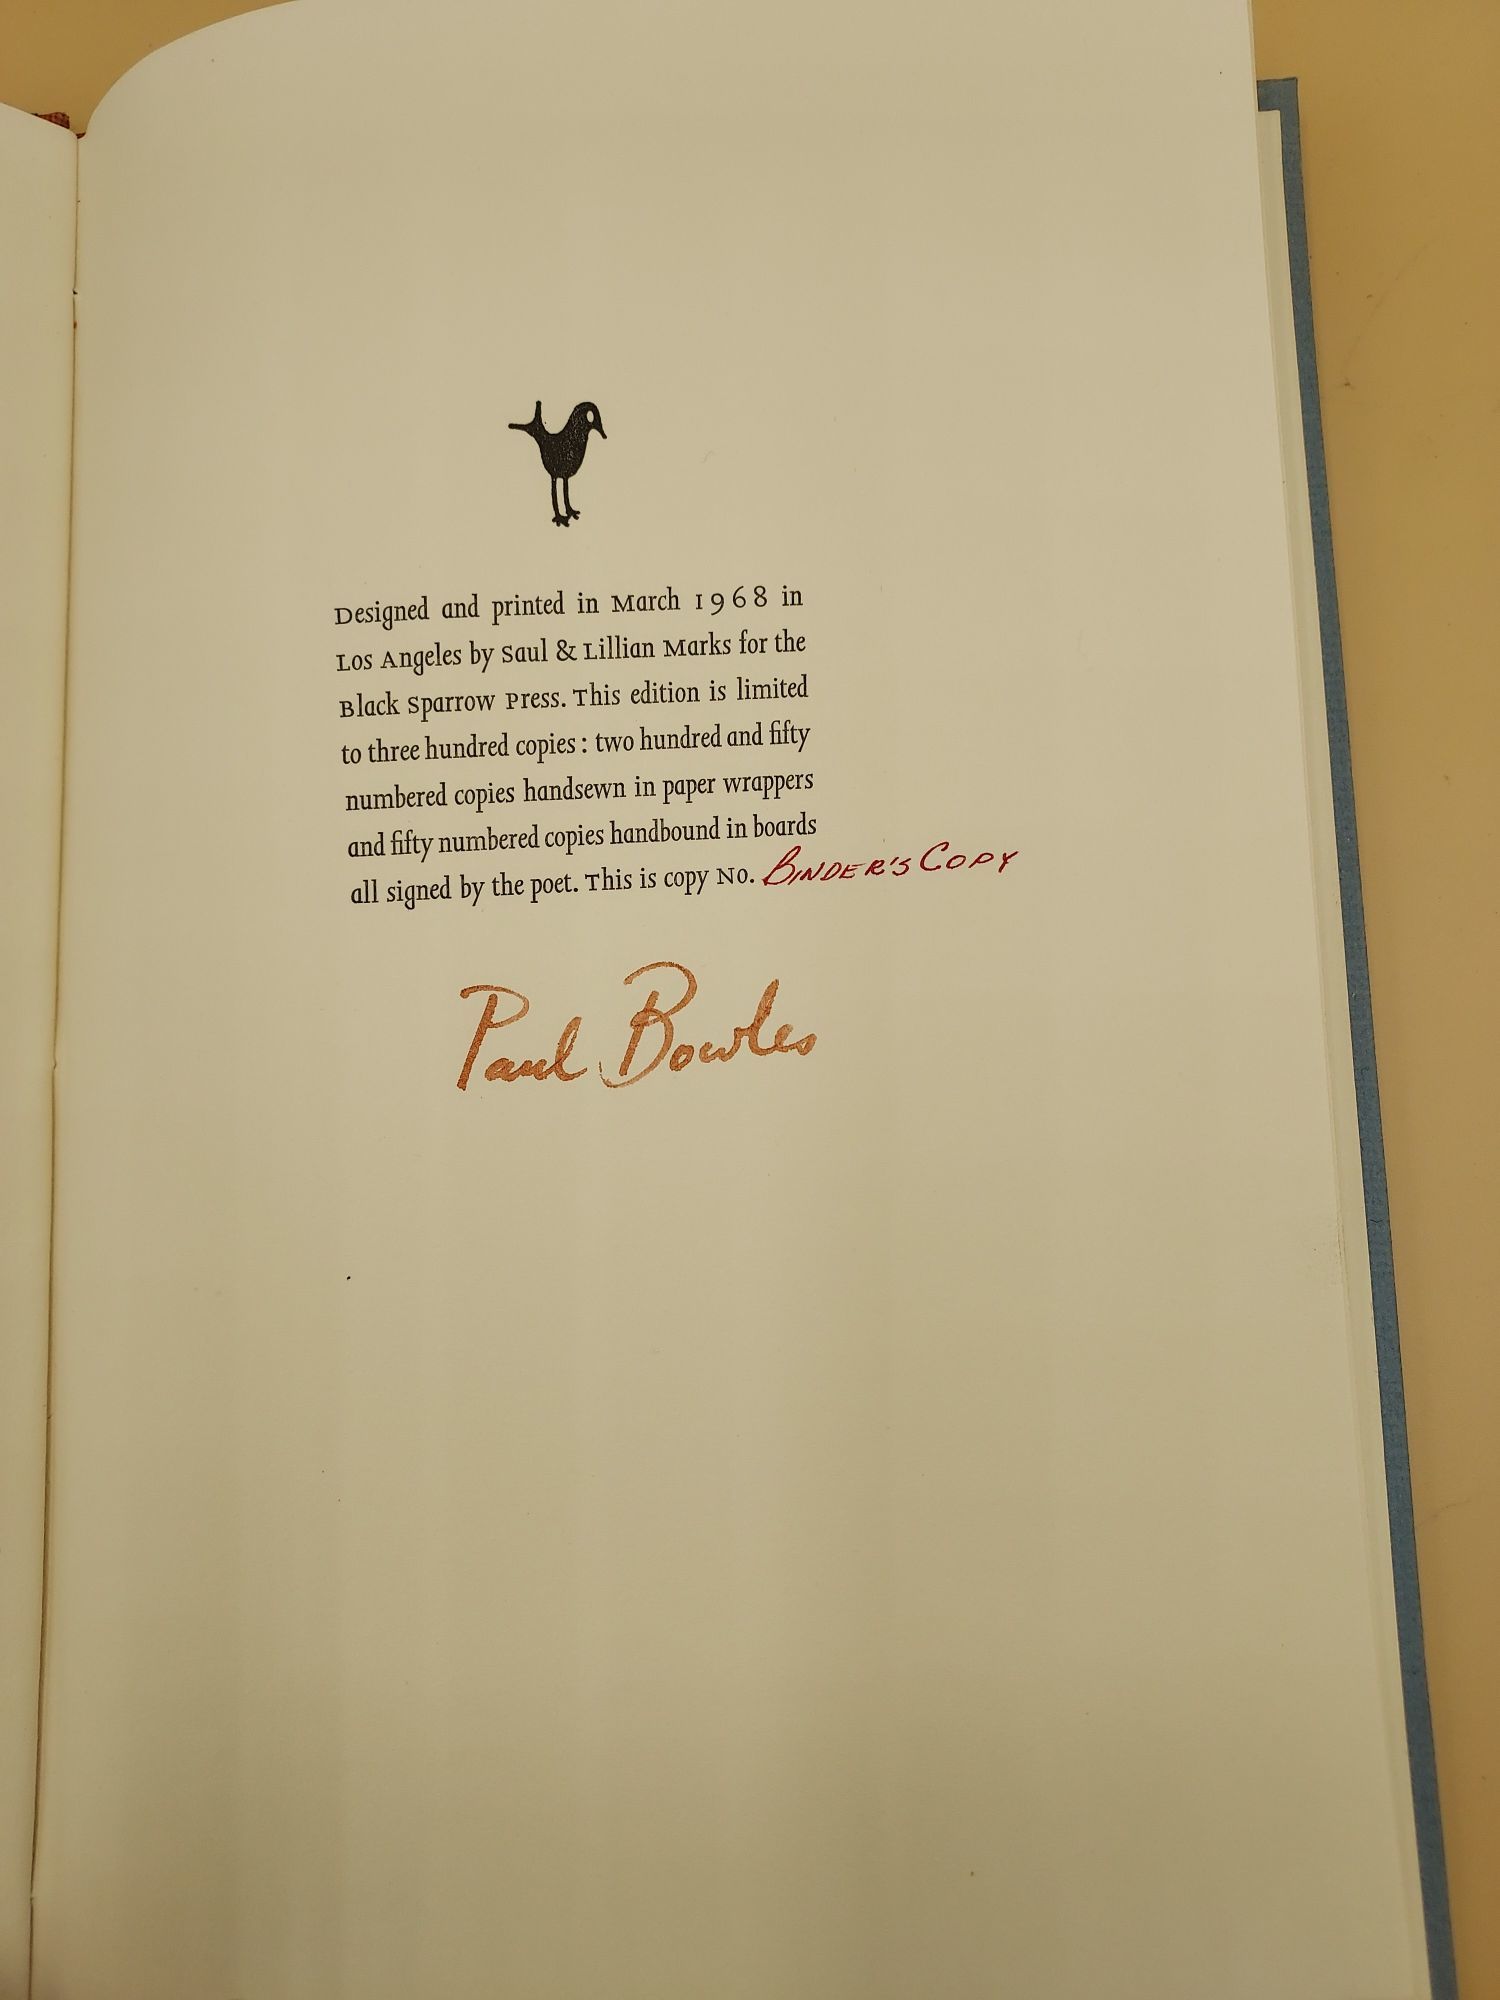 Designed and printed in March 1968 in
Los Angeles by Saul & Lillian Marks for the
Black Sparrow Press. This edition is limited
to three hundred copies: two hundred and fifty
numbered copies handsewn in paper wrappers
and fifty numbered copies handbound in boards
all signed by the poet. This is copy No. BINDER'S COPY
Paul Bowles